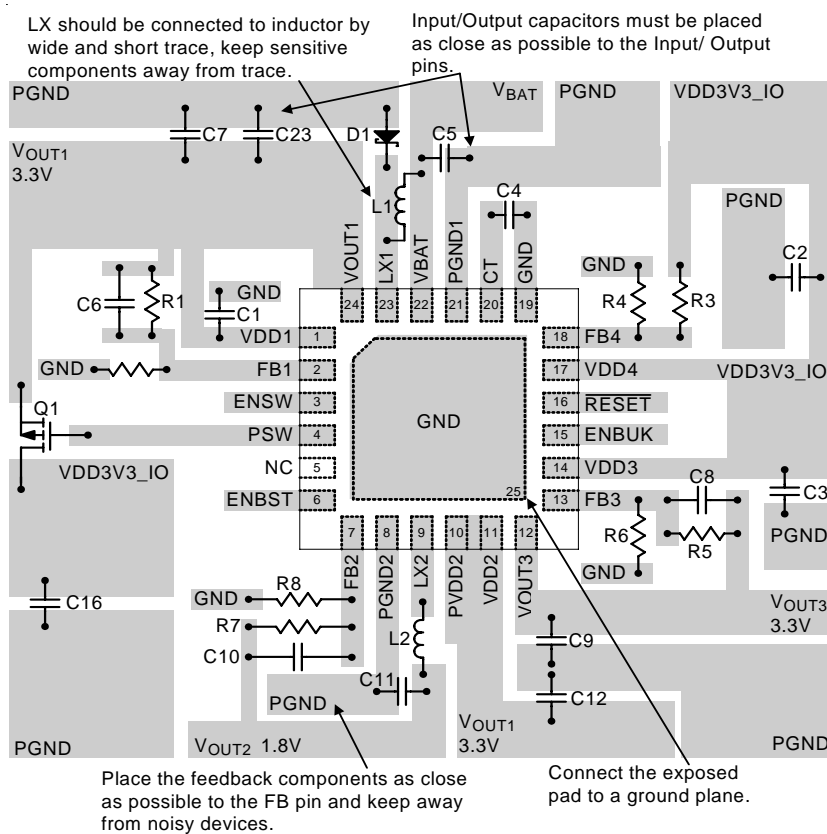 LX should be connected to inductor by
wide and short trace, keep sensitive
components away from trace.
Input/Output capacitors must be placed
as close as possible to the Input/ Output
pins.
PGND
VBAT
PGND
VDD3V3_IO
C7
C23
D1
C5
VOUT1
3.3V
L1
C4
PGND
VOUT1
LX1
VBAT
PGND1
CT
GND
C2
GND
GND
C6
R1
C1
R4
R3
24
23
22
21
20
19
VDD1
1
18
FB4
GND
FB1
2
17
VDD4
VDD3V3_IO
ENSW
3
16
RESET
Q1
GND
PSW
4
15
ENBUK
VDD3V3_IO
NC
5
14
VDD3
C8
C3
ENBST
6
25
13
FB3
7
8
9
10
11
12
R6
R5
PGND
FB2
PGND2
LX2
PVDD2
VDD2
VOUT3
GND
R8
GND
C16
R7
L2
VOUT3
3.3V
C10
C9
C11
PGND
C12
PGND
VOUT2 1.8V
VOUT1
3.3V
PGND
Place the feedback components as close
as possible to the FB pin and keep away
from noisy devices.
Connect the exposed
pad to a ground plane.